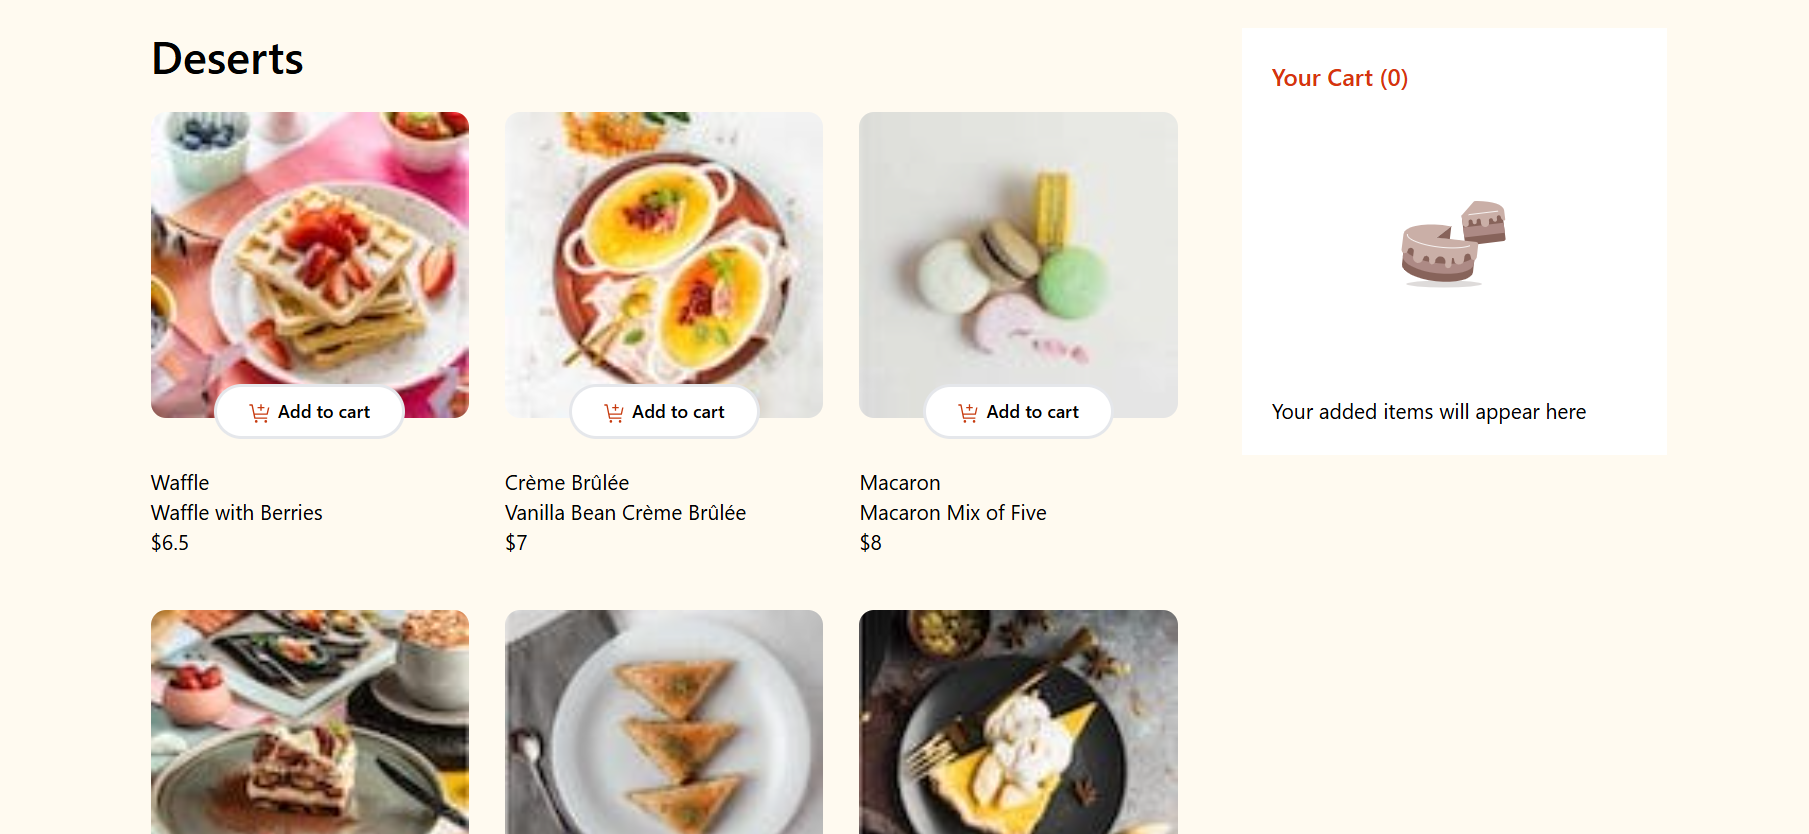 Deserts
Your Cart (0)
Add to cart
Add to cart
Add to cart
Your added items will appear here
Waffle
Waffle with Berries
$6.5
Crème Brûlée
Vanilla Bean Crème Brûlée
$7
Macaron
Macaron Mix of Five
$8